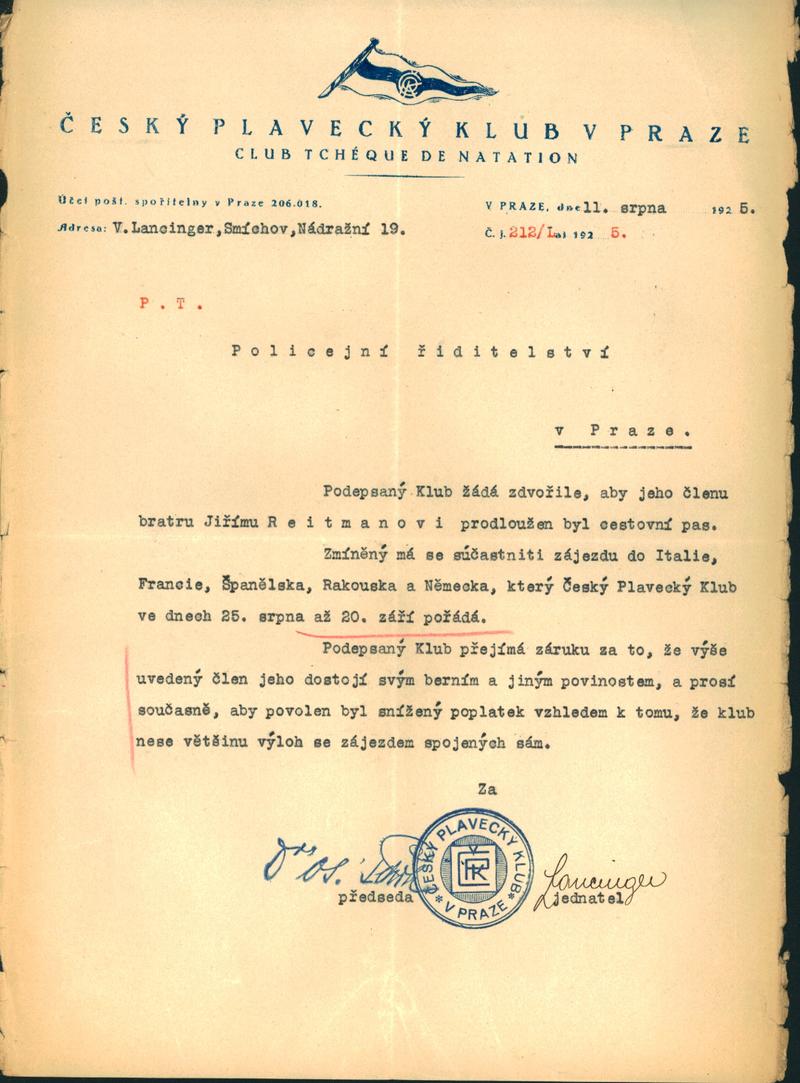 ČESKÝ PLAVECKÝ KLUB V PRAZE
CLUB TCHÉQUE DE NATATION
Účet pošt. spořitelny v Praze 206.018.
V PRAZE, dne 11. srpna 1925.
Adresa: V.Lancinger,Smíchov,Nádražní 19.
Č. j. 212/Lai 1925.
P.T.
Policejní řiditelství
v Praze.
Podepsaný Klub žádá zdvořile, aby jeho členu
bratru Jiřímu Reitmanovi prodloužen byl cestovní pas.
Zmíněný má se súčastniti zájezdu do Italie,
Francie, Španělska, Rakouska a Německa, který Český Plavecký Klub
ve dnech 25. srpna až 20. září pořádá.
Podepsaný Klub přejímá záruku za to, že výše
uvedený člen jeho dostojí svým berním a jiným povinostem, a prosí
současně, aby povolen byl snížený poplatek vzhledem k tomu, že klub
nese většinu výloh se zájezdem spojených sám.
Za
ČESKÝ PLAVECKÝ KLUB
* V PRAZE *
Lancinger
předseda
jednatel